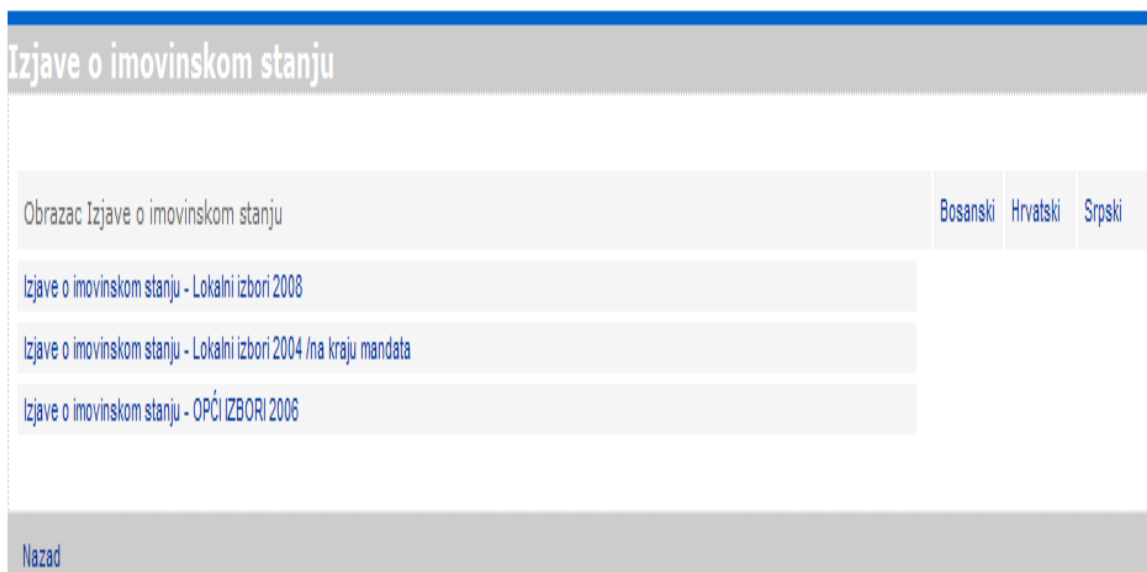 Izjave o imovinskom stanju
Obrazac Izjave o imovinskom stanju Bosanski Hrvatski Srpski
Izjave o imovinskom stanju - Lokalni izbori 2008
Izjave o imovinskom stanju - Lokalni izbori 2004 /na kraju mandata
Izjave o imovinskom stanju - OPĆI IZBORI 2006
Nazad